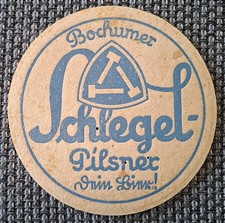 Bochumer
Schlegel-
Pilsner
Dein Bier!